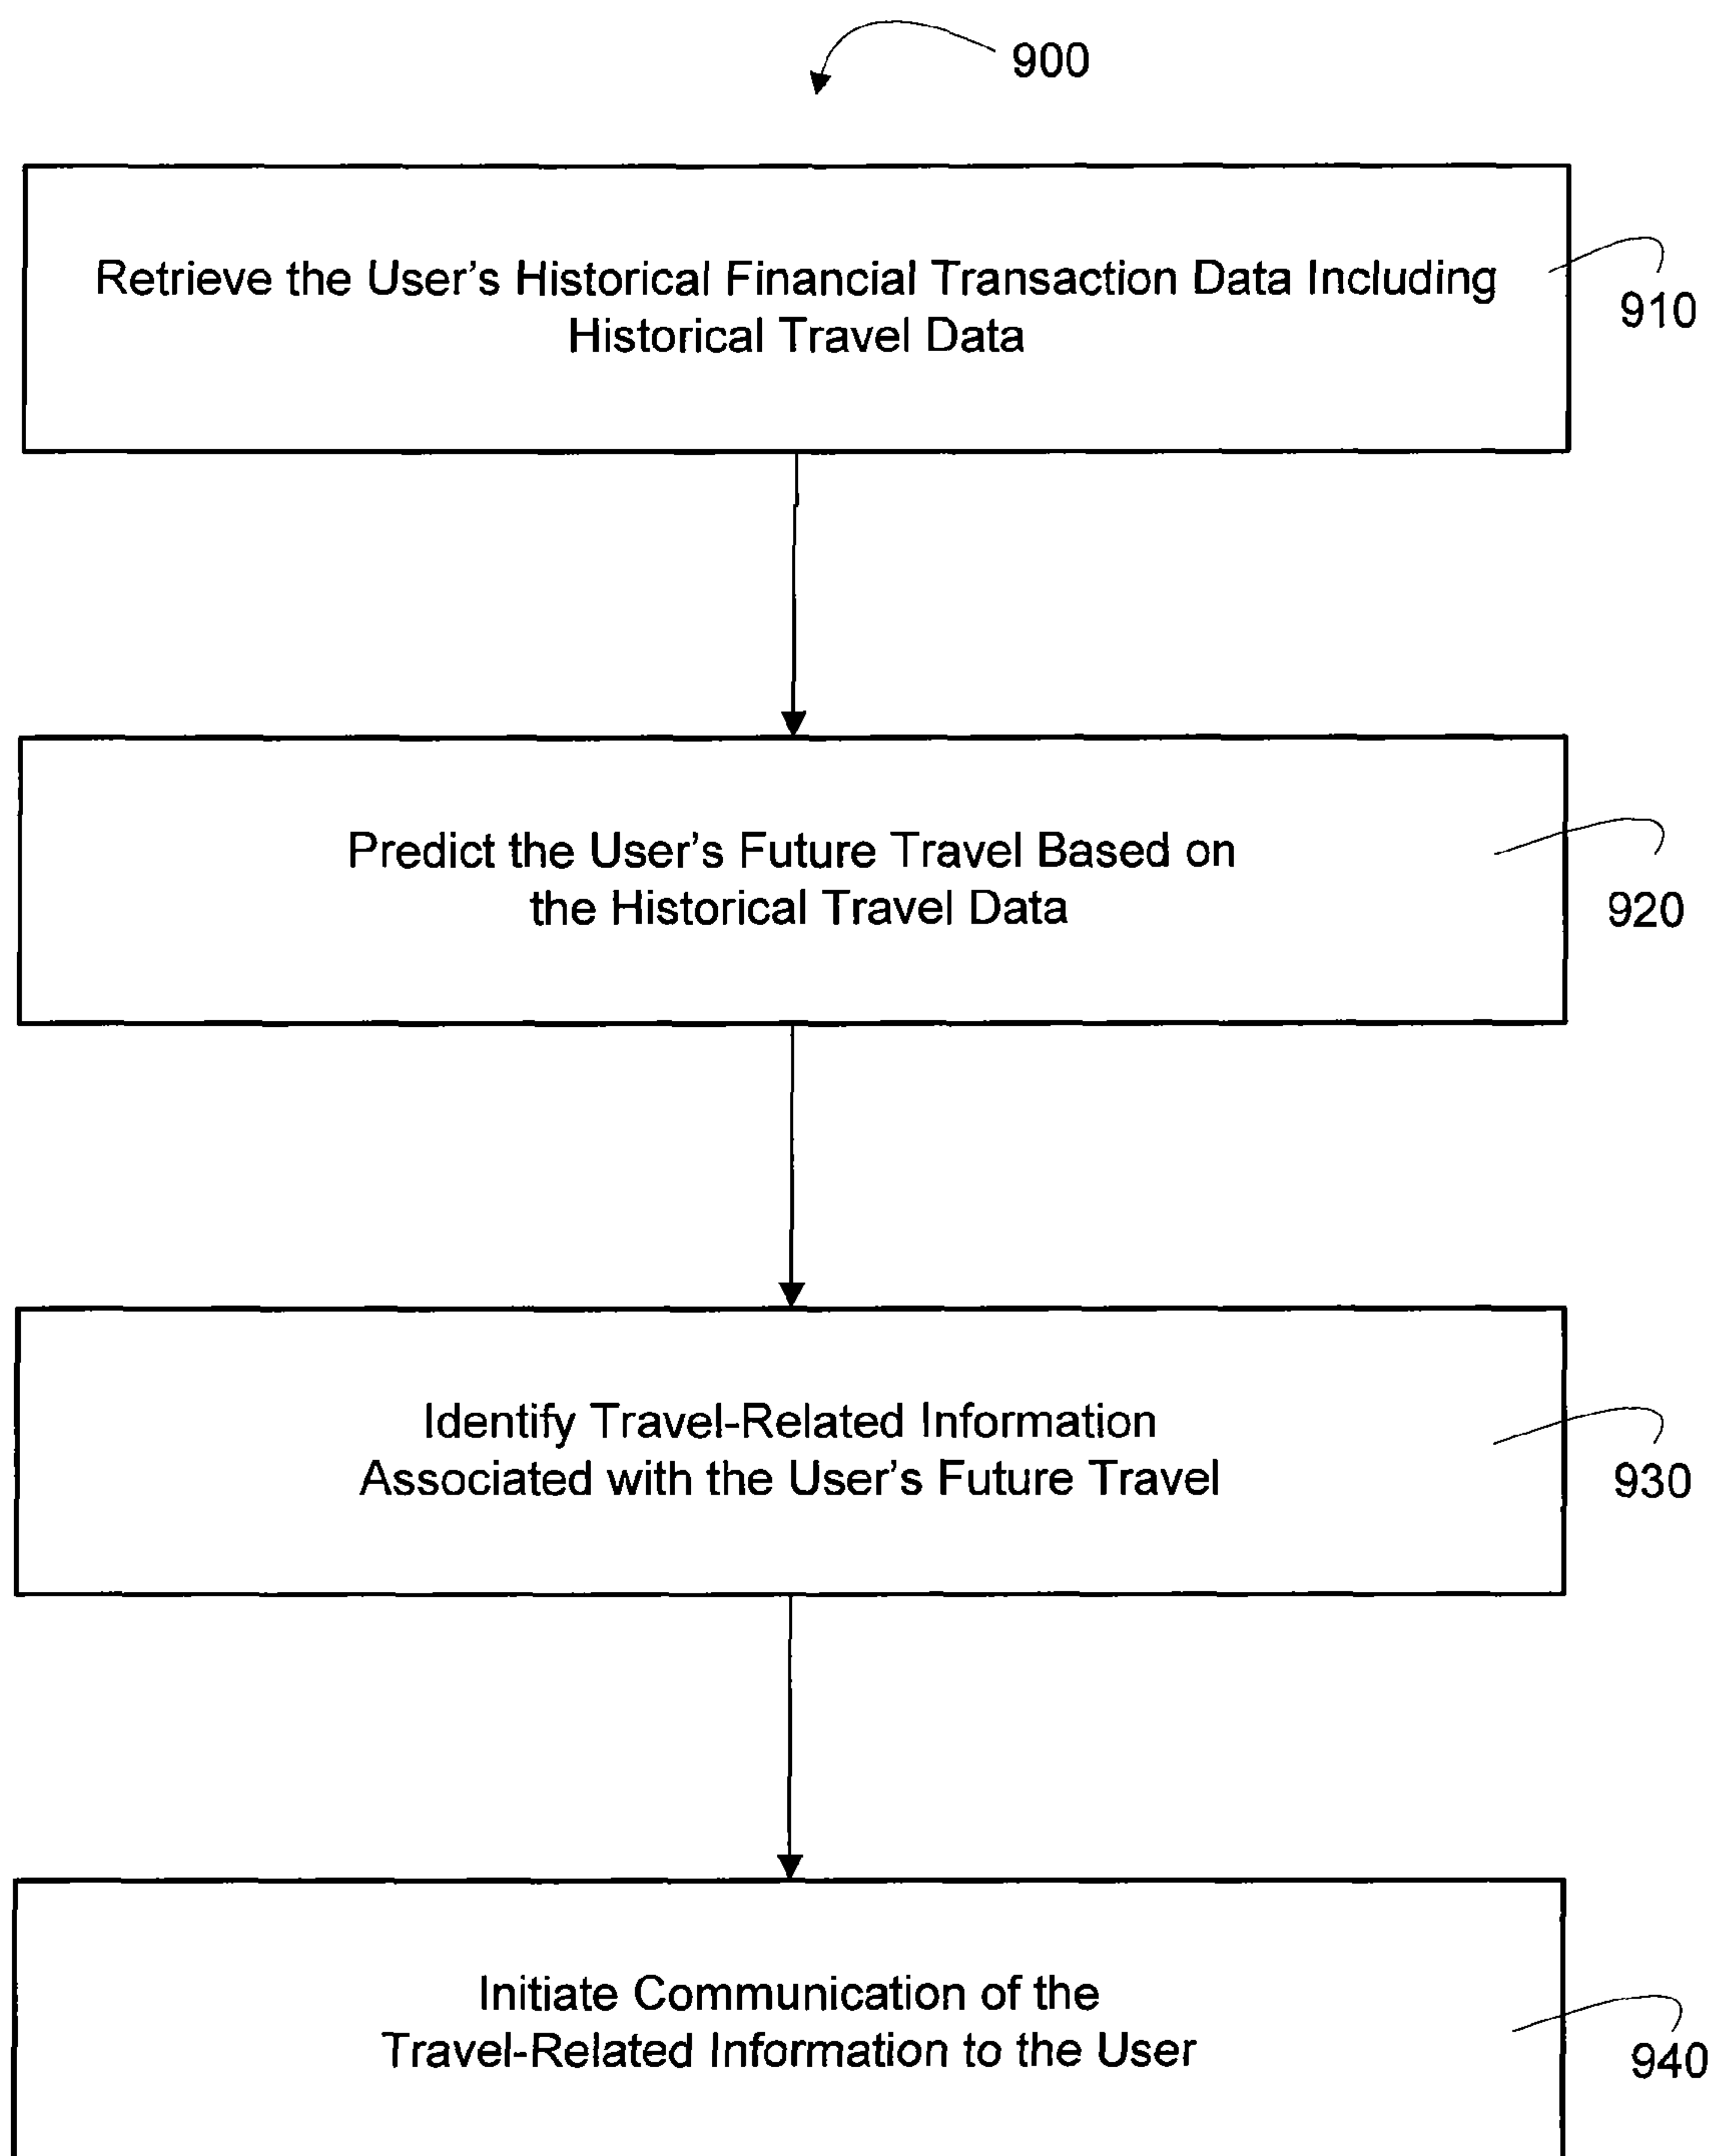 900
Retrieve the User's Historical Financial Transaction Data Including
Historical Travel Data
910
Predict the User's Future Travel Based on
the Historical Travel Data
920
Identify Travel-Related Information
Associated with the User's Future Travel
930
Initiate Communication of the
Travel-Related Information to the User
940